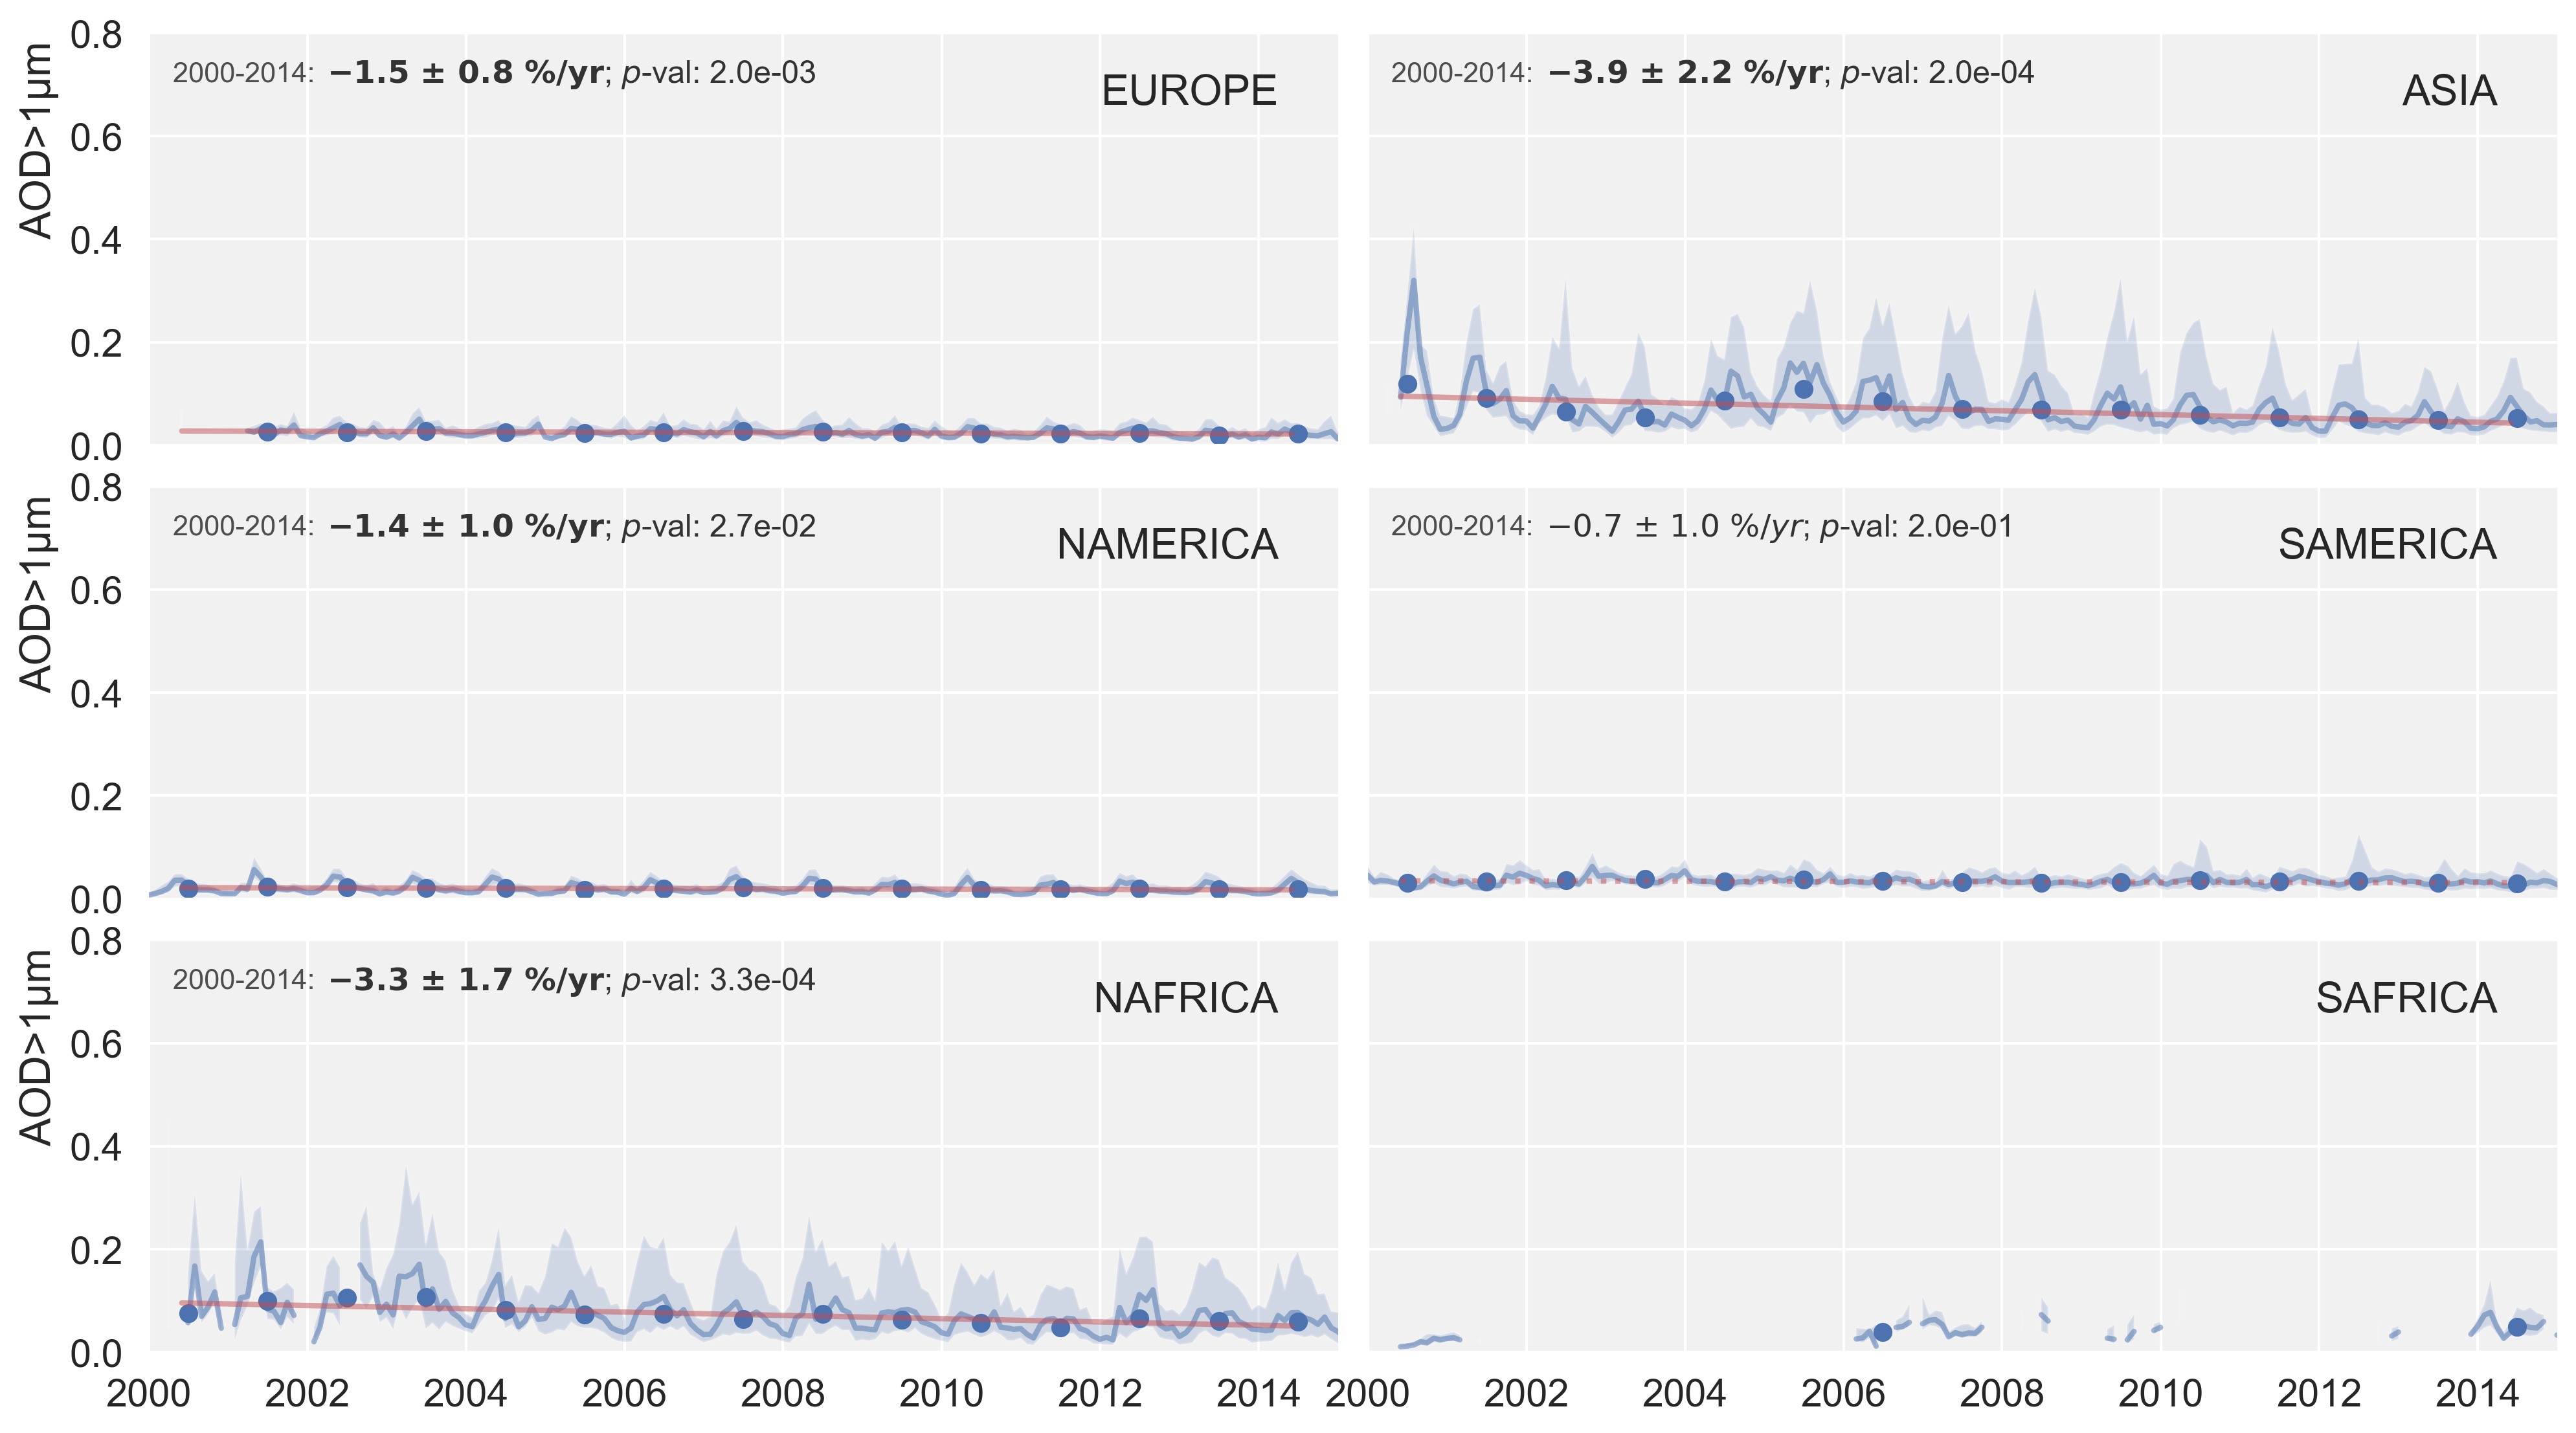 AOD>1µm
0.8
0.6
0.4
0.2
0.0
2000-2014: −1.5 ± 0.8 %/yr; p-val: 2.0e-03
EUROPE
2000-2014: −3.9 ± 2.2 %/yr; p-val: 2.0e-04
ASIA
AOD>1µm
0.8
0.6
0.4
0.2
0.0
2000-2014: −1.4 ± 1.0 %/yr; p-val: 2.7e-02
NAMERICA
2000-2014: −0.7 ± 1.0 %/yr; p-val: 2.0e-01
SAMERICA
AOD>1µm
0.8
0.6
0.4
0.2
0.0
2000-2014: −3.3 ± 1.7 %/yr; p-val: 3.3e-04
NAFRICA
SAFRICA
2000 2002 2004 2006 2008 2010 2012 2014
2000 2002 2004 2006 2008 2010 2012 2014